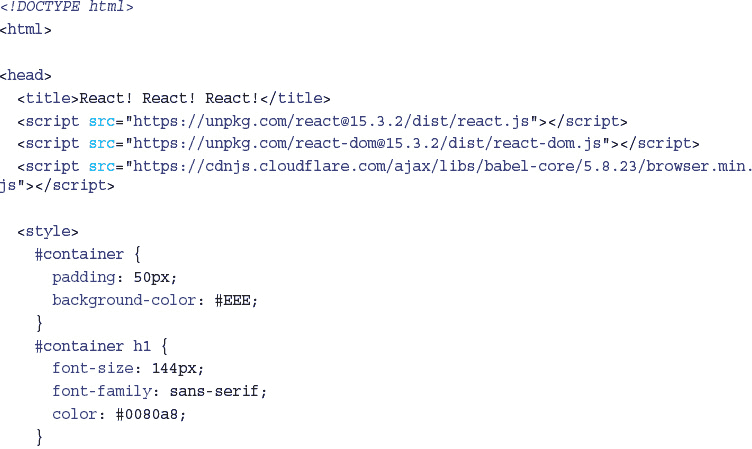 <!DOCTYPE html>
<html>
<head>
<title>React! React! React!</title>
<script src="https://unpkg.com/react@15.3.2/dist/react.js"></script>
<script src="https://unpkg.com/react-dom@15.3.2/dist/react-dom.js"></script>
<script src="https://cdnjs.cloudflare.com/ajax/libs/babel-core/5.8.23/browser.min.
js"></script>
<style>
#container {
padding: 50px;
background-color: #EEE;
}
#container h1 {
font-size: 144px;
font-family: sans-serif;
color: #0080a8;
}